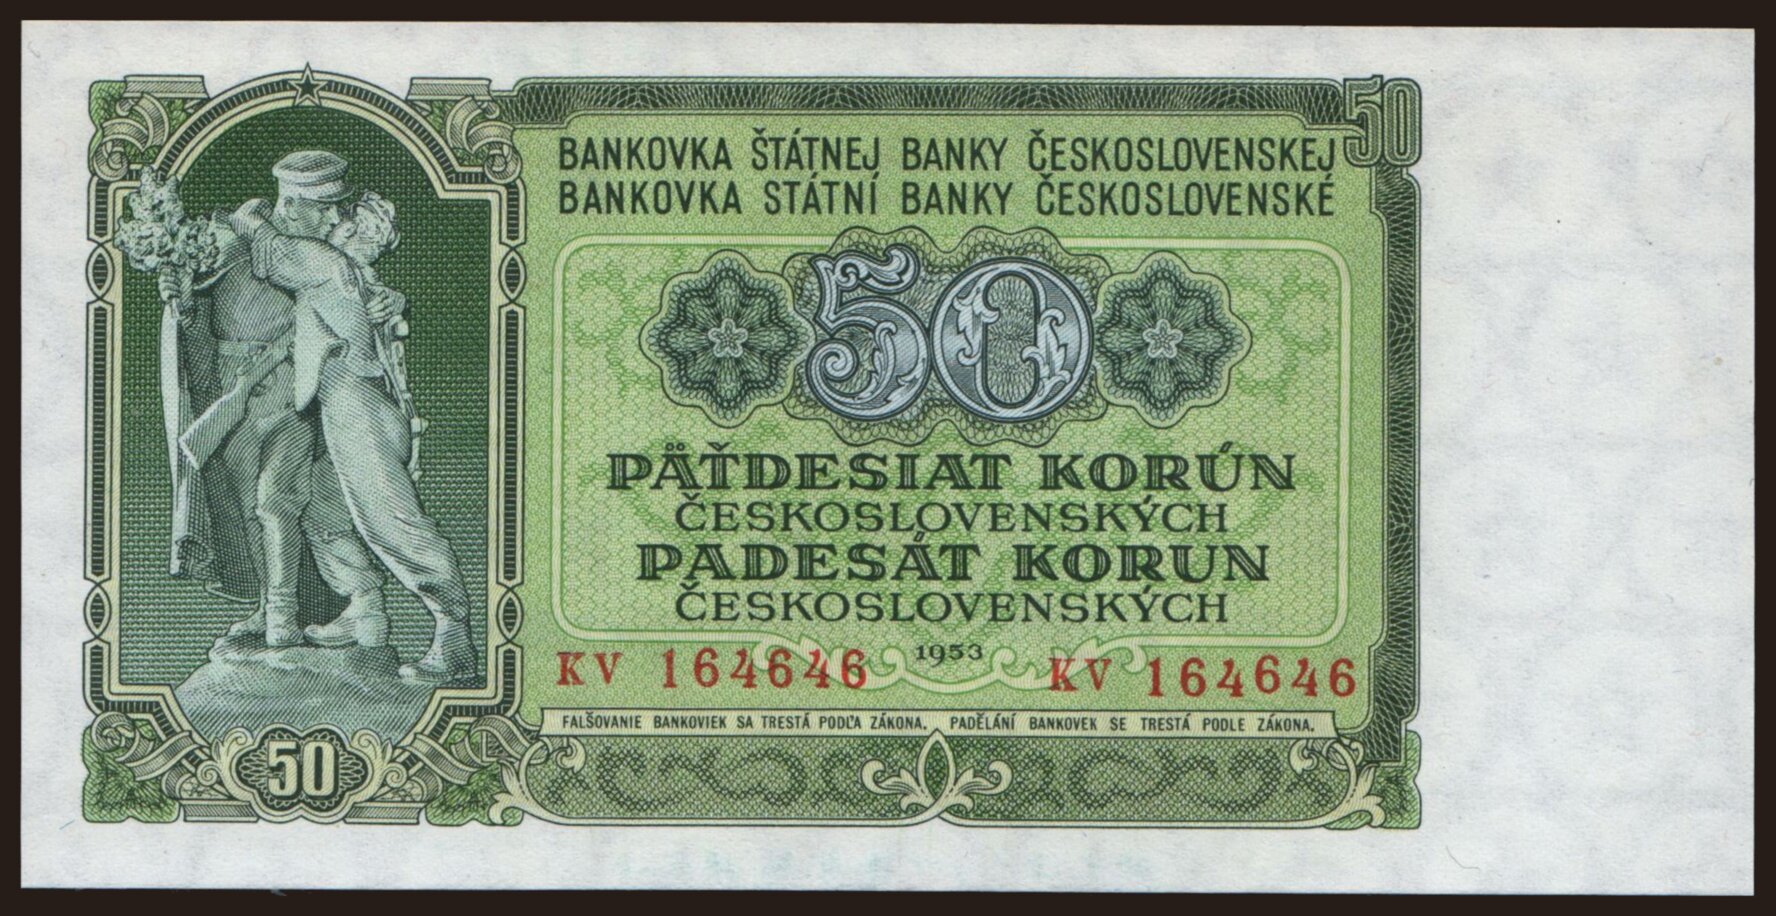 50
BANKOVKA ŠTÁTNEJ BANKY ČESKOSLOVENSKEJ
BANKOVKA STÁTNÍ BANKY ČESKOSLOVENSKÉ
50
PÄŤDESIAT KORÚN
ČESKOSLOVENSKÝCH
PADESÁT KORUN
ČESKOSLOVENSKÝCH
1953
KV 164646 KV 164646
FALŠOVANIE BANKOVIEK SA TRESTÁ PODĽA ZÁKONA. PADĚLÁNÍ BANKOVEK SE TRESTÁ PODLE ZÁKONA.
50